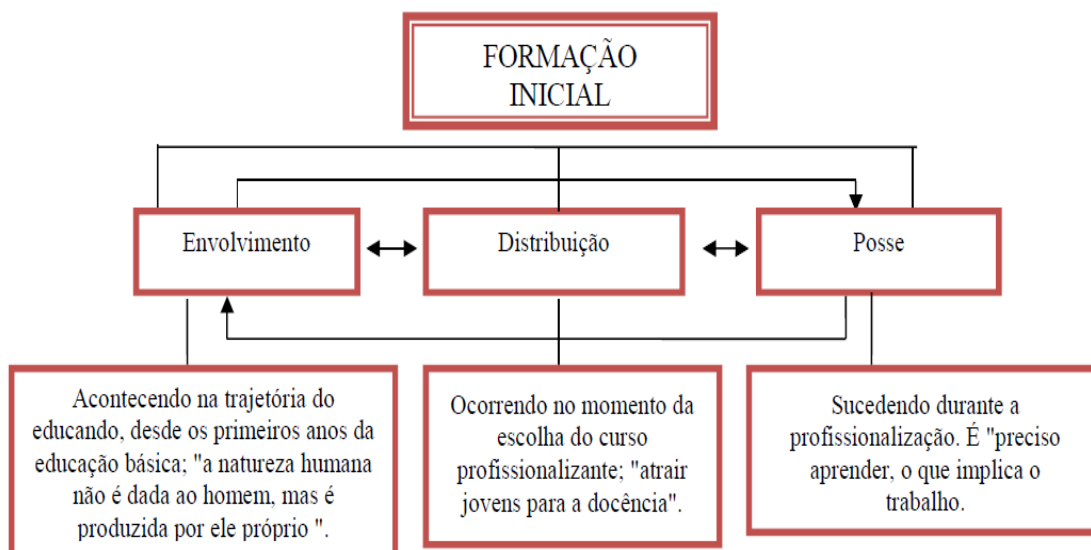 FORMAÇÃO
INICIAL
Envolvimento
Distribuição
Posse
Acontecendo na trajetória do
educando, desde os primeiros anos da
educação básica; "a natureza humana
não é dada ao homem, mas é
produzida por ele próprio ".
Ocorrendo no momento da
escolha do curso
profissionalizante; "atrair
jovens para a docência".
Sucedendo durante a
profissionalização. É "preciso
aprender, o que implica o
trabalho.